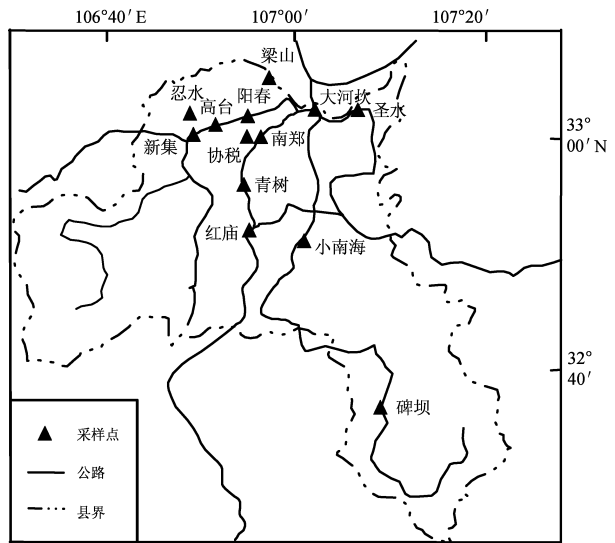 106°40′E
107°00′
107°20′
梁山
忍水
高台
阳春
大河坎
圣水
33°
00′N
新集
协税
南郑
青树
红庙
小南海
32°
40′
碑坝
采样点
公路
县界